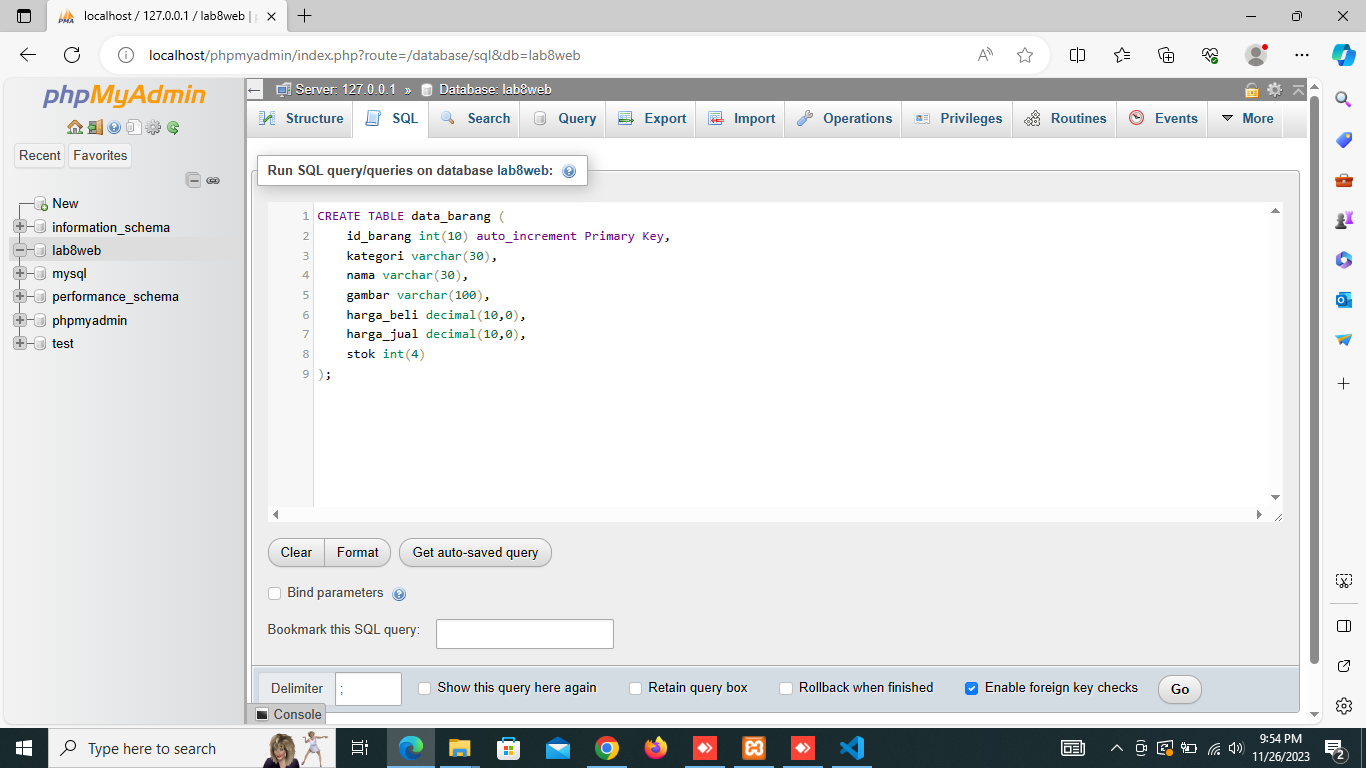 localhost / 127.0.0.1 / lab8web |
localhost/phpmyadmin/index.php?route=/database/sql&db=lab8web
phpMyAdmin
Recent Favorites
New
information_schema
lab8web
mysql
performance_schema
phpmyadmin
test
Server: 127.0.0.1 » Database: lab8web
Structure SQL Search Query Export Import Operations Privileges Routines Events More
Run SQL query/queries on database lab8web:
1 CREATE TABLE data_barang (
2 id_barang int(10) auto_increment Primary Key,
3 kategori varchar(30),
4 nama varchar(30),
5 gambar varchar(100),
6 harga_beli decimal(10,0),
7 harga_jual decimal(10,0),
8 stok int(4)
9 );
Clear Format Get auto-saved query
Bind parameters
Bookmark this SQL query:
Delimiter ; Show this query here again Retain query box Rollback when finished Enable foreign key checks Go
Console
Type here to search
9:54 PM
11/26/2023
2